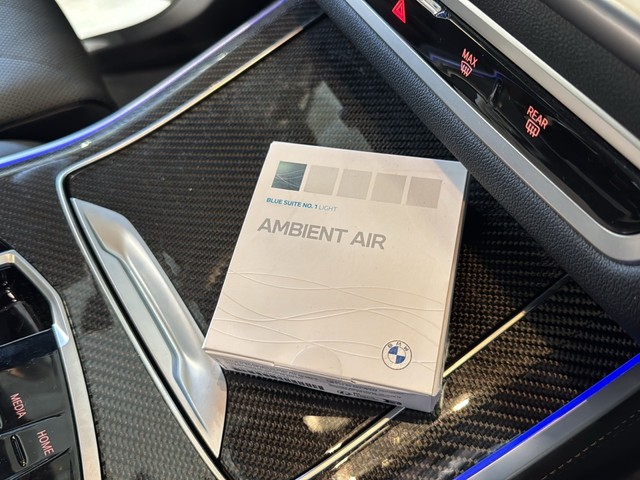 MAX
REAR
BLUE SUITE NO. 1 LIGHT
AMBIENT AIR
BMW
MEDIA
HOME